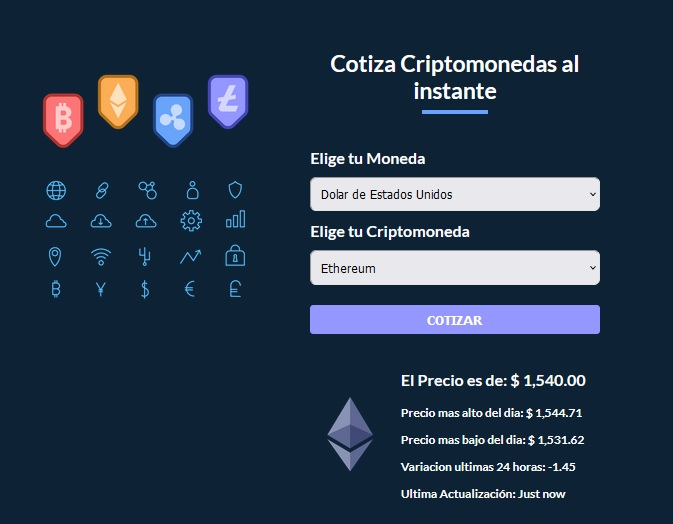 Cotiza Criptomonedas al
instante
Elige tu Moneda
Dolar de Estados Unidos
Elige tu Criptomoneda
Ethereum
COTIZAR
El Precio es de: $ 1,540.00
Precio mas alto del dia: $ 1,544.71
Precio mas bajo del dia: $ 1,531.62
Variacion ultimas 24 horas: -1.45
Ultima Actualización: Just now